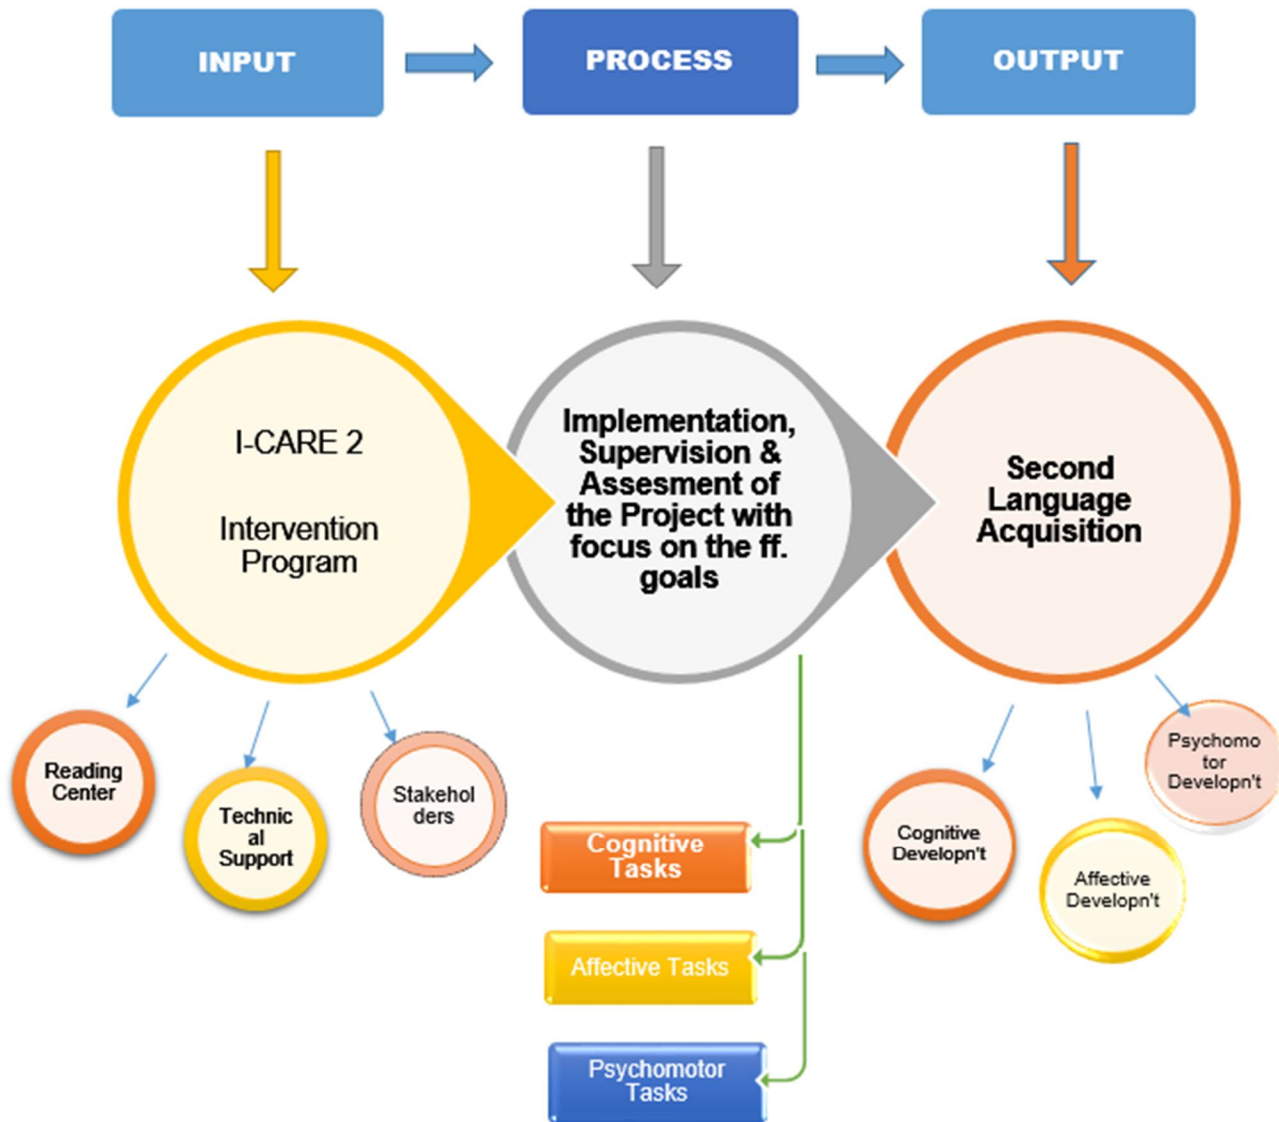 INPUT
PROCESS
OUTPUT
I-CARE 2
Intervention
Program
Implementation,
Supervision &
Assesment of
the Project with
focus on the ff.
goals
Second
Language
Acquisition
Reading
Center
Technic
al
Support
Stakehol
ders
Cognitive
Tasks
Affective Tasks
Psychomotor
Tasks
Cognitive
Developn't
Affective
Developn't
Psychomo
tor
Developn't